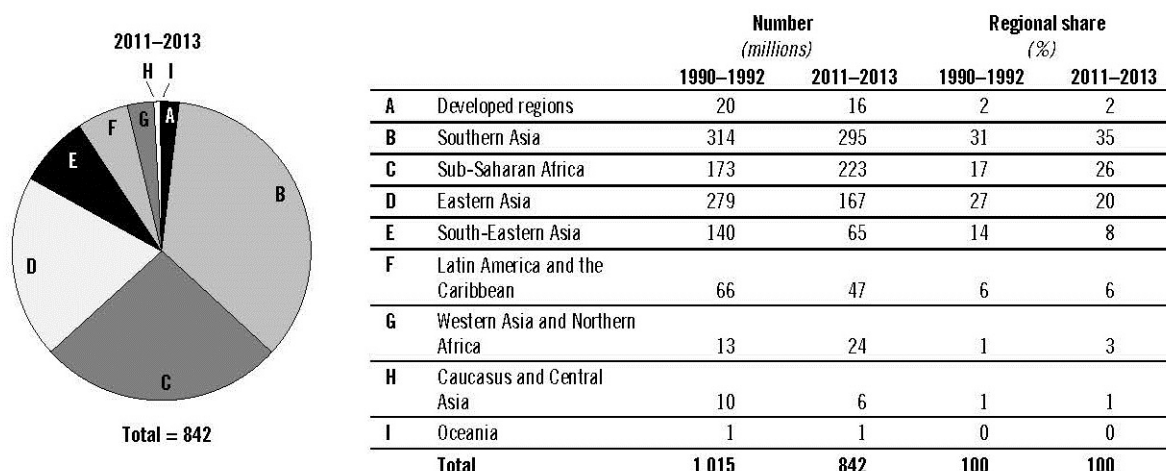 2011–2013
H I
A
F G
E
B
D
C
Total = 842
Number Regional share
(millions) (%)
1990–1992 2011–2013 1990–1992 2011–2013
A Developed regions 20 16 2 2
B Southern Asia 314 295 31 35
C Sub-Saharan Africa 173 223 17 26
D Eastern Asia 279 167 27 20
E South-Eastern Asia 140 65 14 8
F Latin America and the
Caribbean 66 47 6 6
G Western Asia and Northern
Africa 13 24 1 3
H Caucasus and Central
Asia 10 6 1 1
I Oceania 1 1 0 0
Total 1 015 842 100 100